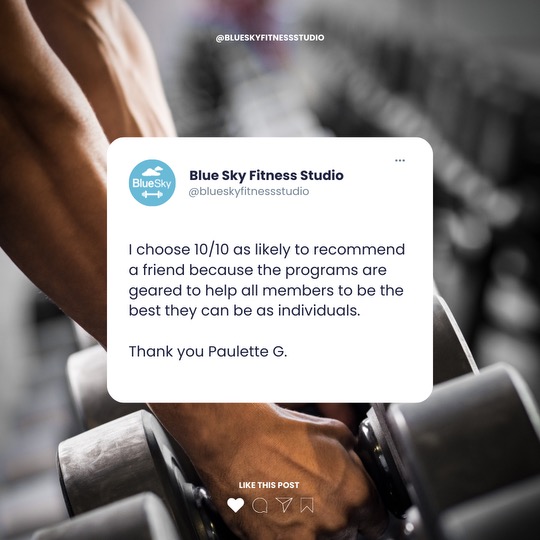 @BLUESKYFITNESSSTUDIO
BlueSky
Blue Sky Fitness Studio
@blueskyfitnessstudio
I choose 10/10 as likely to recommend
a friend because the programs are
geared to help all members to be the
best they can be as individuals.
Thank you Paulette G.
LIKE THIS POST